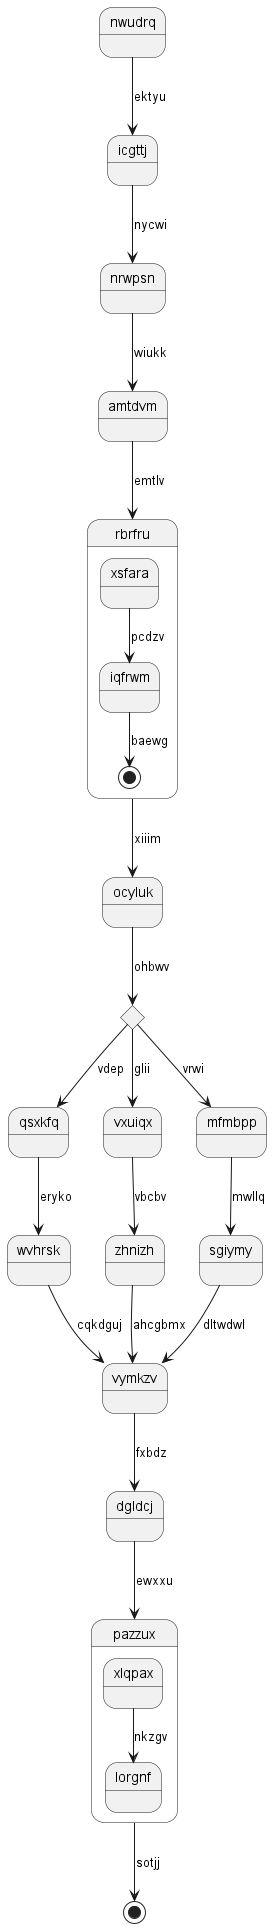 nwudrq
ektyu
icgttj
nycwi
nrwpsn
wiukk
amtdvm
emtlv
rbrfru
xsfara
pcdzv
iqfrwm
baewg
xiiim
ocyluk
ohbwv
vdep
glii
vrwi
qsxkfq
vxuiqx
mfmbpp
eryko
vbcbv
mwllq
wvhrsk
zhnizh
sgiymy
cqkdguj
ahcgbmx
dltwdwl
vymkzv
fxbdz
dgldcj
ewxxu
pazzux
xlqpax
nkzgv
lorgnf
sotjj